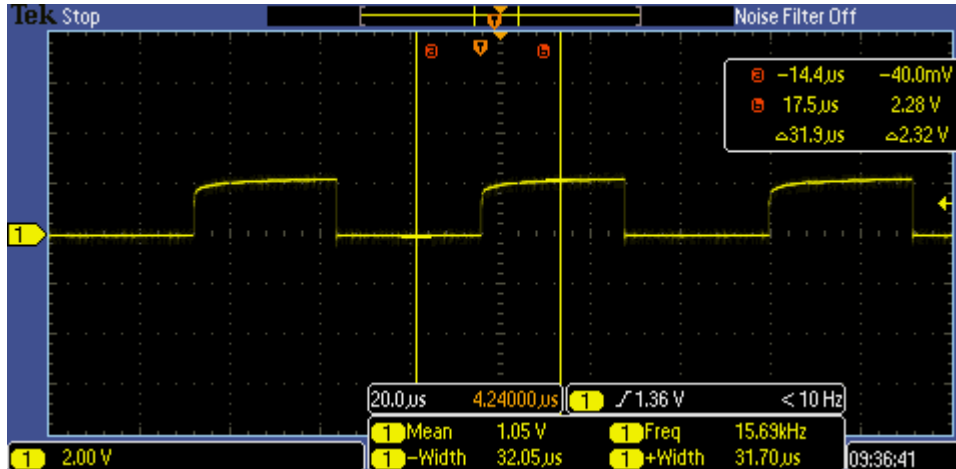 Tek Stop Noise Filter Off
T
a T b
a -14.4µs -40.0mV
b 17.5µs 2.28 V
△31.9µs △2.32 V
1
20.0µs 4.24000µs 1 1.36 V < 10 Hz
1 Mean 1.05 V 1 Freq 15.69kHz
1 -Width 32.05µs 1 +Width 31.70µs
1 2.00 V 09:36:41